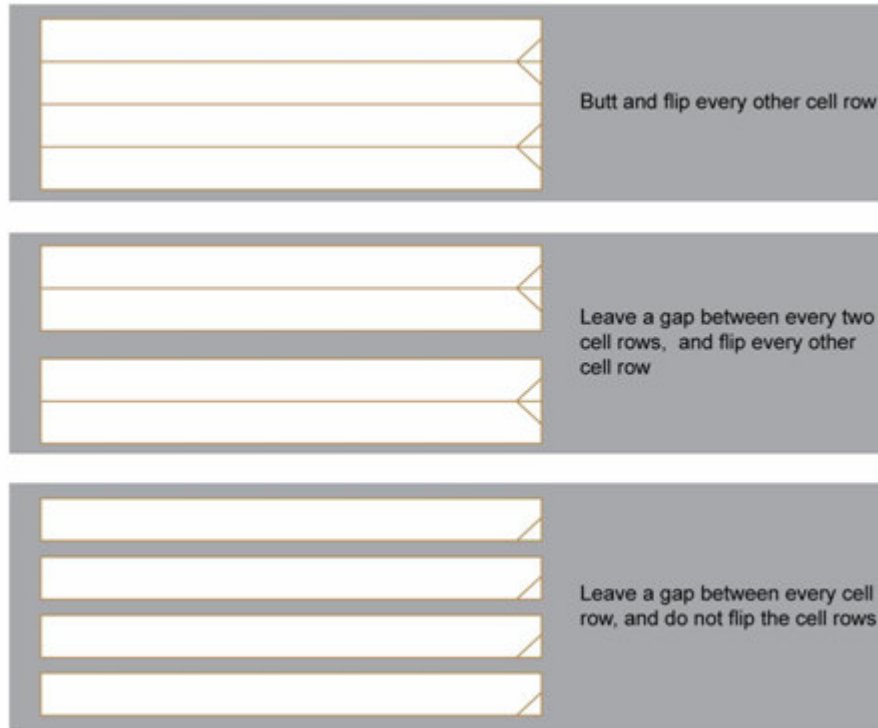 Butt and flip every other cell row
Leave a gap between every two
cell rows, and flip every other
cell row
Leave a gap between every cell
row, and do not flip the cell rows